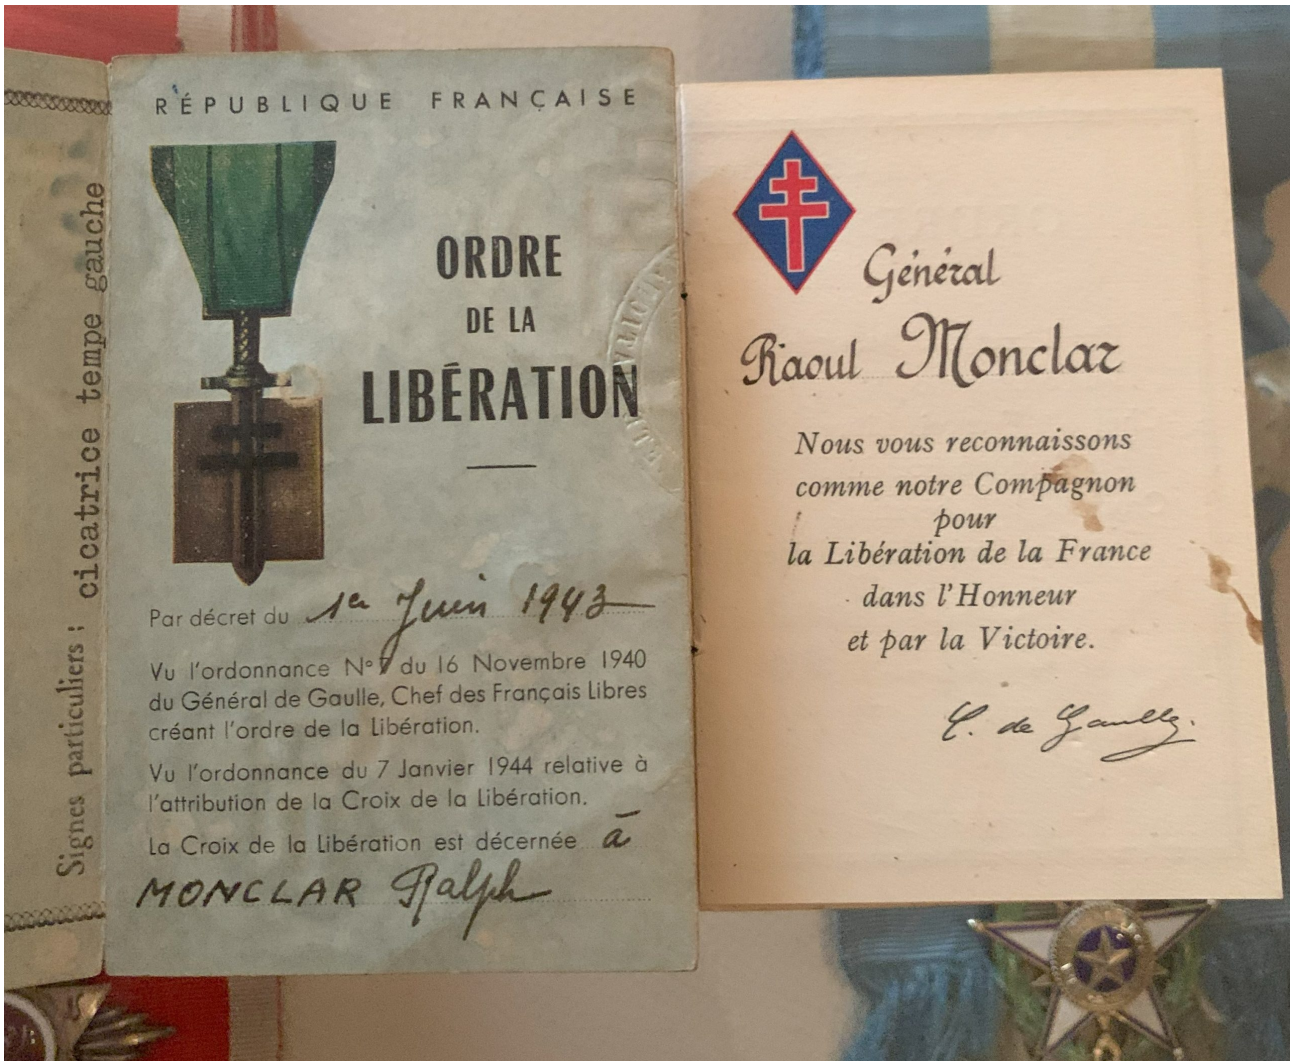 Signes particuliers; cicatrice tempe gauche
RÉPUBLIQUE FRANÇAISE
ORDRE
DE LA
LIBÉRATION
Par décret du 1er Juin 1943
Vu l'ordonnance N° 7 du 16 Novembre 1940
du Général de Gaulle, Chef des Français Libres
créant l'ordre de la Libération.
Vu l'ordonnance du 7 Janvier 1944 relative à
l'attribution de la Croix de la Libération.
La Croix de la Libération est décernée à
MONCLAR Ralph
Général
Raoul Monclar
Nous vous reconnaissons
comme notre Compagnon
pour
la Libération de la France
dans l'Honneur
et par la Victoire.
C. de Gaulle.